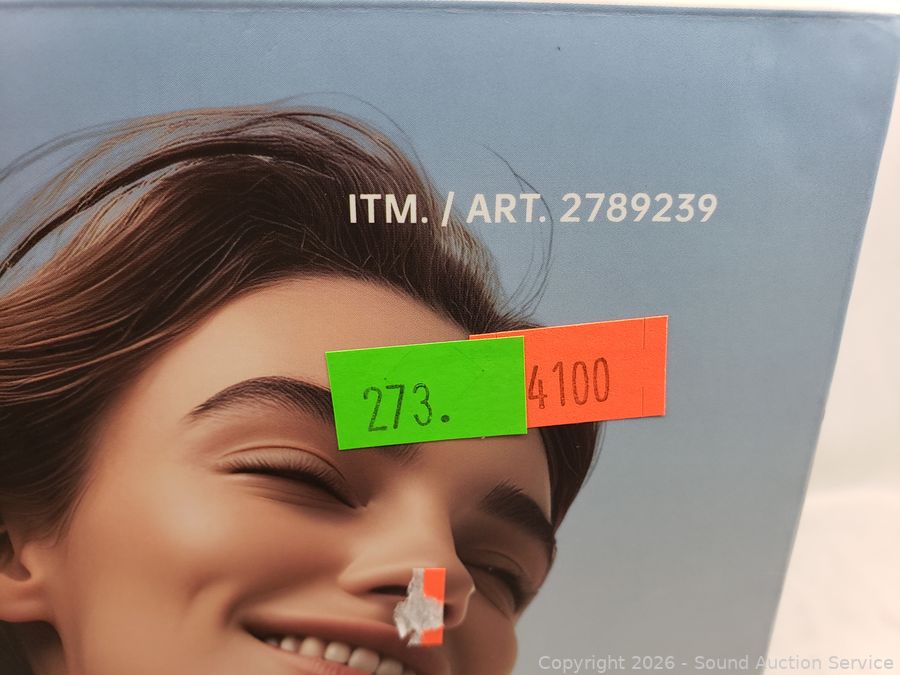 ITM. / ART. 2789239
273.
4100
Copyright 2026 - Sound Auction Service